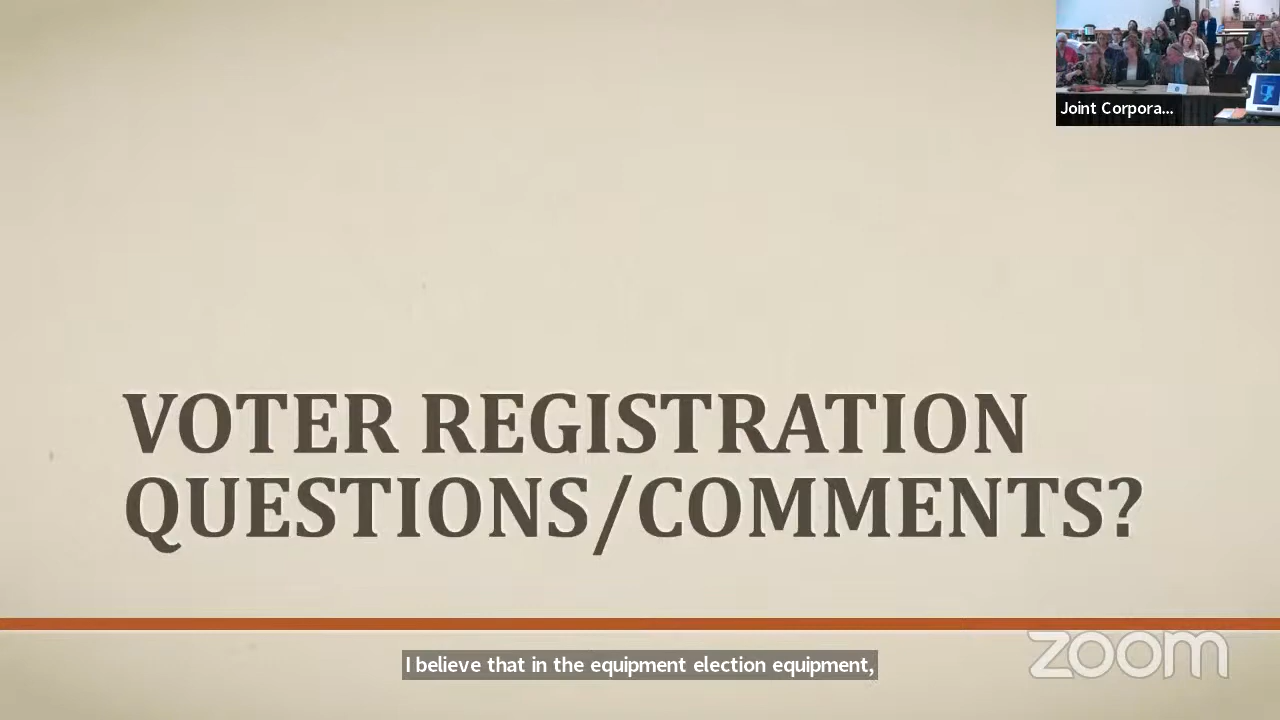 Joint Corpora...
VOTER REGISTRATION
QUESTIONS/COMMENTS?
I believe that in the equipment election equipment,
zoom